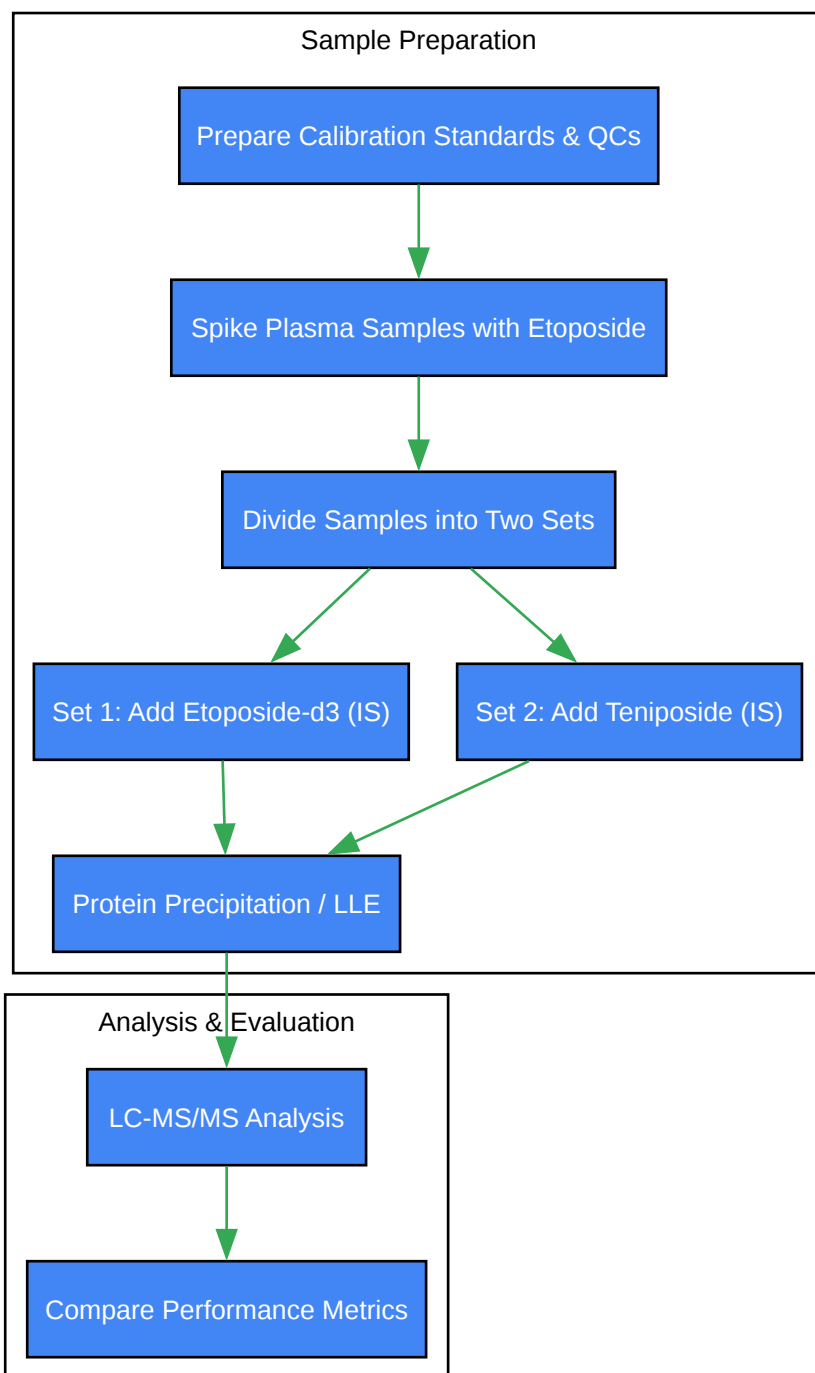 Sample Preparation
Prepare Calibration Standards & QCs
Spike Plasma Samples with Etoposide
Divide Samples into Two Sets
Set 1: Add Etoposide-d3 (IS)
Set 2: Add Teniposide (IS)
Protein Precipitation / LLE
Analysis & Evaluation
LC-MS/MS Analysis
Compare Performance Metrics